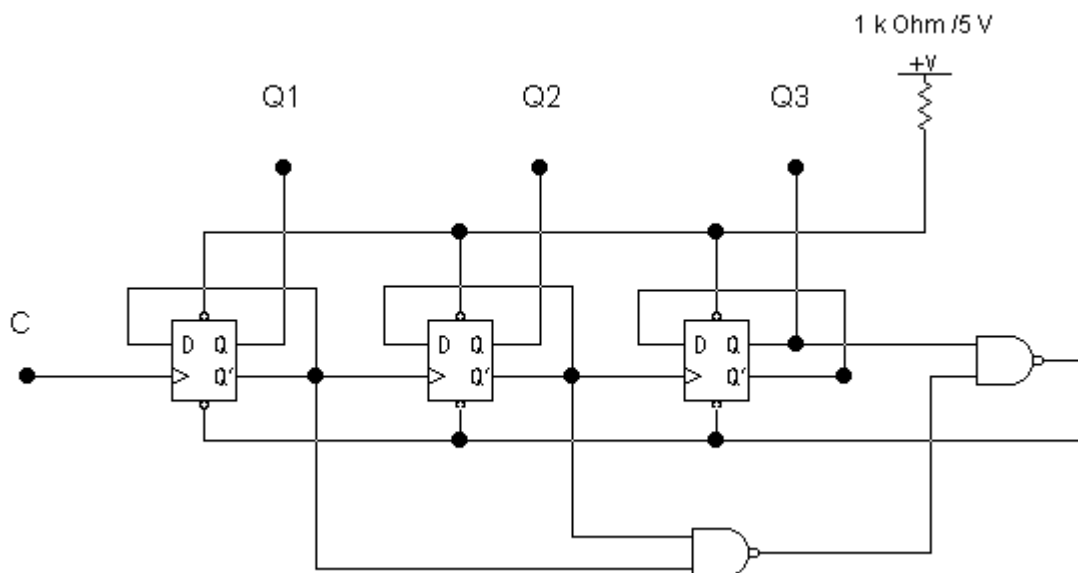 1 k Ohm /5 V
+V
Q1 Q2 Q3
C
D Q D Q D Q
Q' Q' Q'